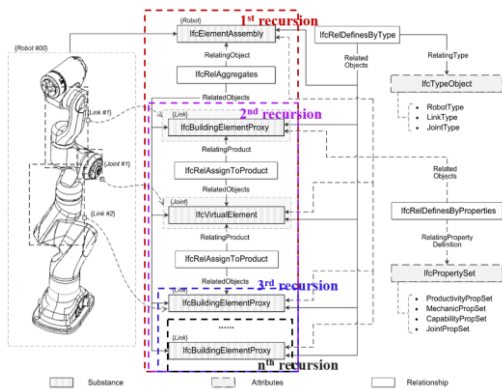 1st recursion
{Robot}
IfcElementAssembly
IfcRelDefinesByType
{Robot #00}
RelatingObject
Related
Objects
RelatingType
IfcRelAggregates
IfcTypeObject
RelatedObjects
{Link #1}
{Link}
2nd recursion
RobotType
LinkType
JointType
IfcBuildingElementProxy
RelatingProduct
Related
Objects
{Joint #1}
IfcRelAssignToProduct
RelatedObjects
{Joint}
IfcRelDefinesByProperties
{Link #2}
IfcVirtualElement
RelatingProduct
RelatingProperty
Definition
IfcRelAssignToProduct
IfcPropertySet
RelatedObjects
3rd recursion
{Link}
IfcBuildingElementProxy
ProductivityPropSet
MechanicPropSet
CapabilityPropSet
JointPropSet
......
{Link}
IfcBuildingElementProxy
nth recursion
Substance
Attributes
Relationship